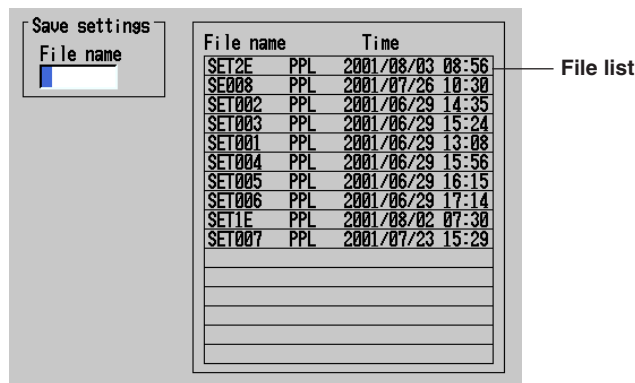 Save settings
File name
File name Time
SET2E PPL 2001/08/03 08:56
SE008 PPL 2001/07/26 10:30
SET002 PPL 2001/06/29 14:35
SET003 PPL 2001/06/29 15:24
SET001 PPL 2001/06/29 13:08
SET004 PPL 2001/06/29 15:56
SET005 PPL 2001/06/29 16:15
SET006 PPL 2001/06/29 17:14
SET1E PPL 2001/08/02 07:30
SET007 PPL 2001/07/23 15:29
File list